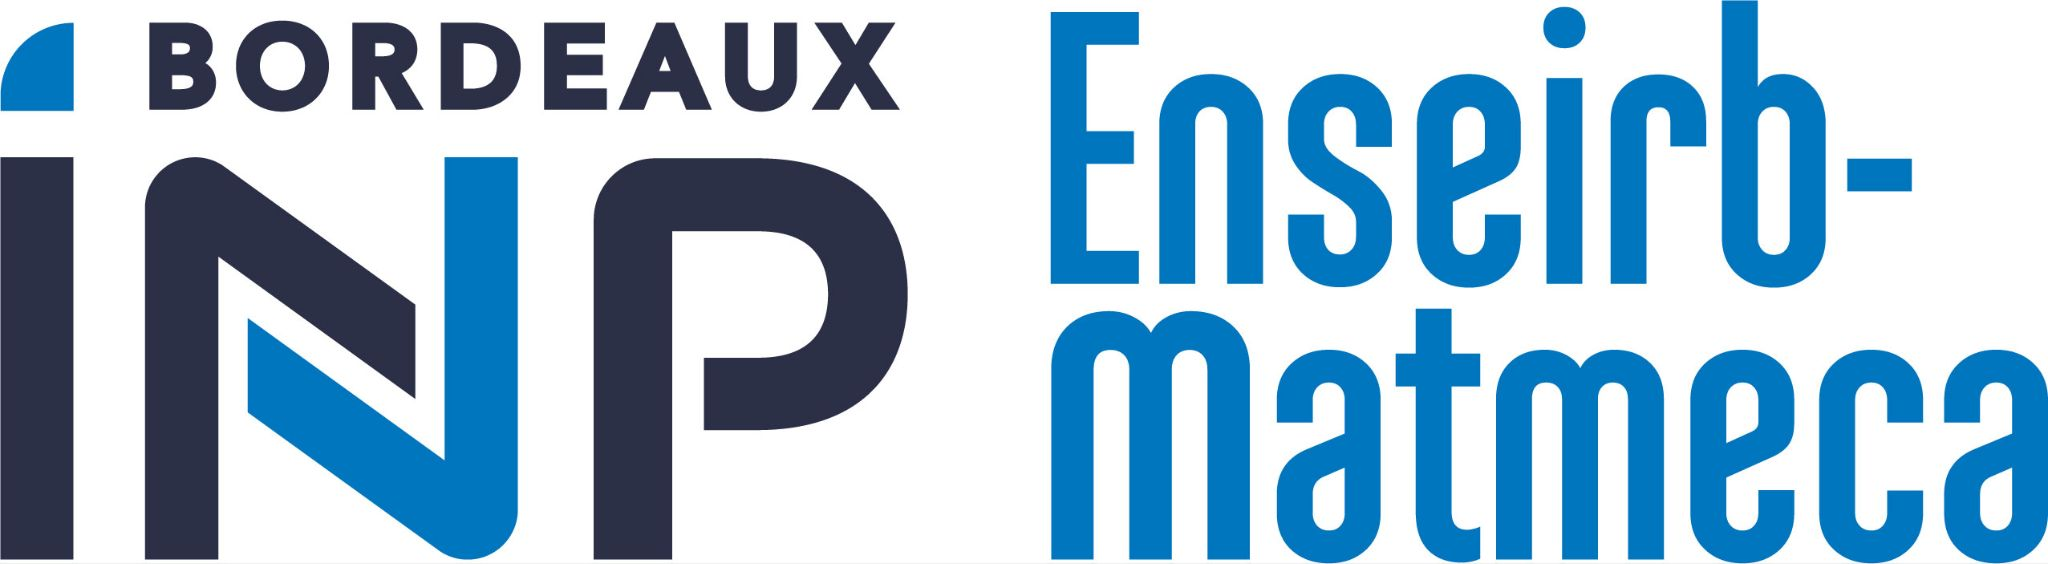 BORDEAUX
INP
Enseirb-
Matmeca